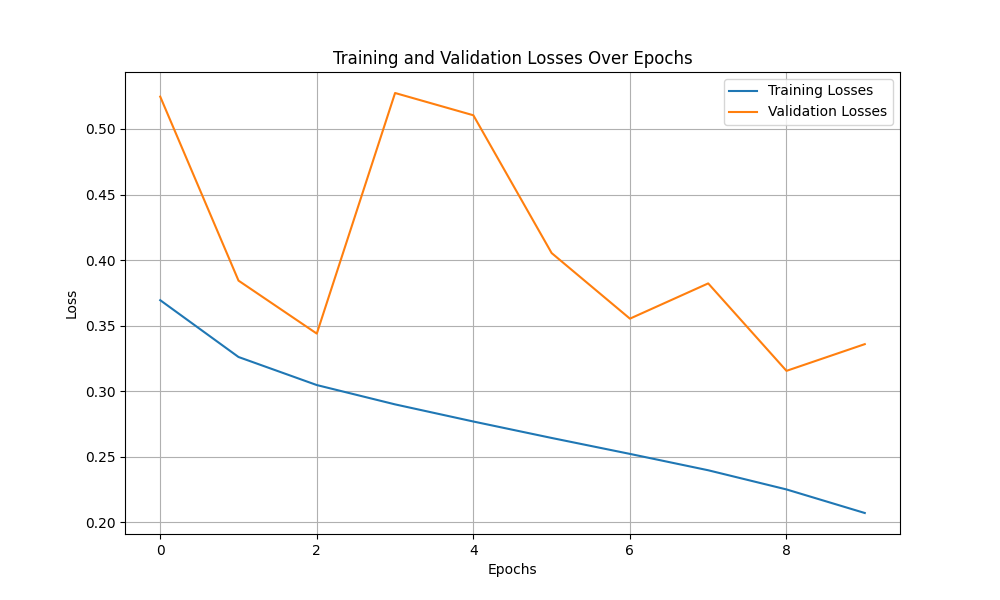 Training and Validation Losses Over Epochs
Training Losses
Validation Losses
0.50
0.45
0.40
0.35
0.30
0.25
0.20
Loss
0 2 4 6 8
Epochs